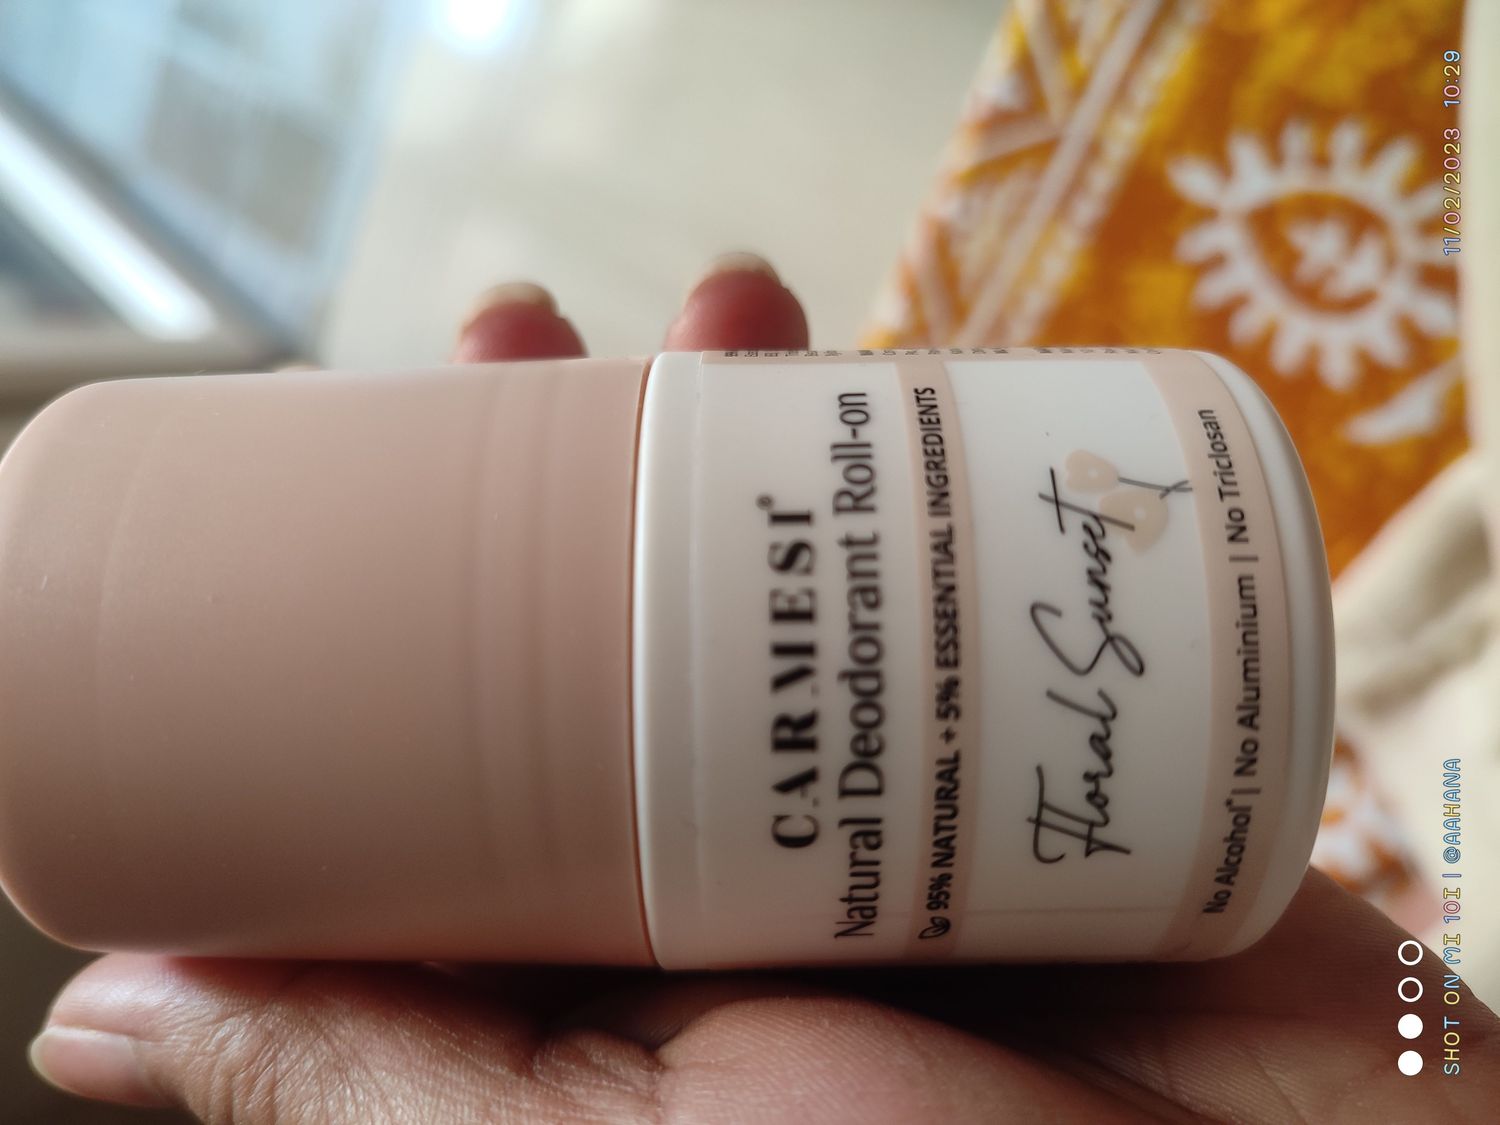 CARMESI®
Natural Deodorant Roll-on
95% NATURAL + 5% ESSENTIAL INGREDIENTS
Floral Sunset
No Alcohol* | No Aluminium | No Triclosan
SHOT ON MI 10I | @AAHANA
11/02/2023 10:29